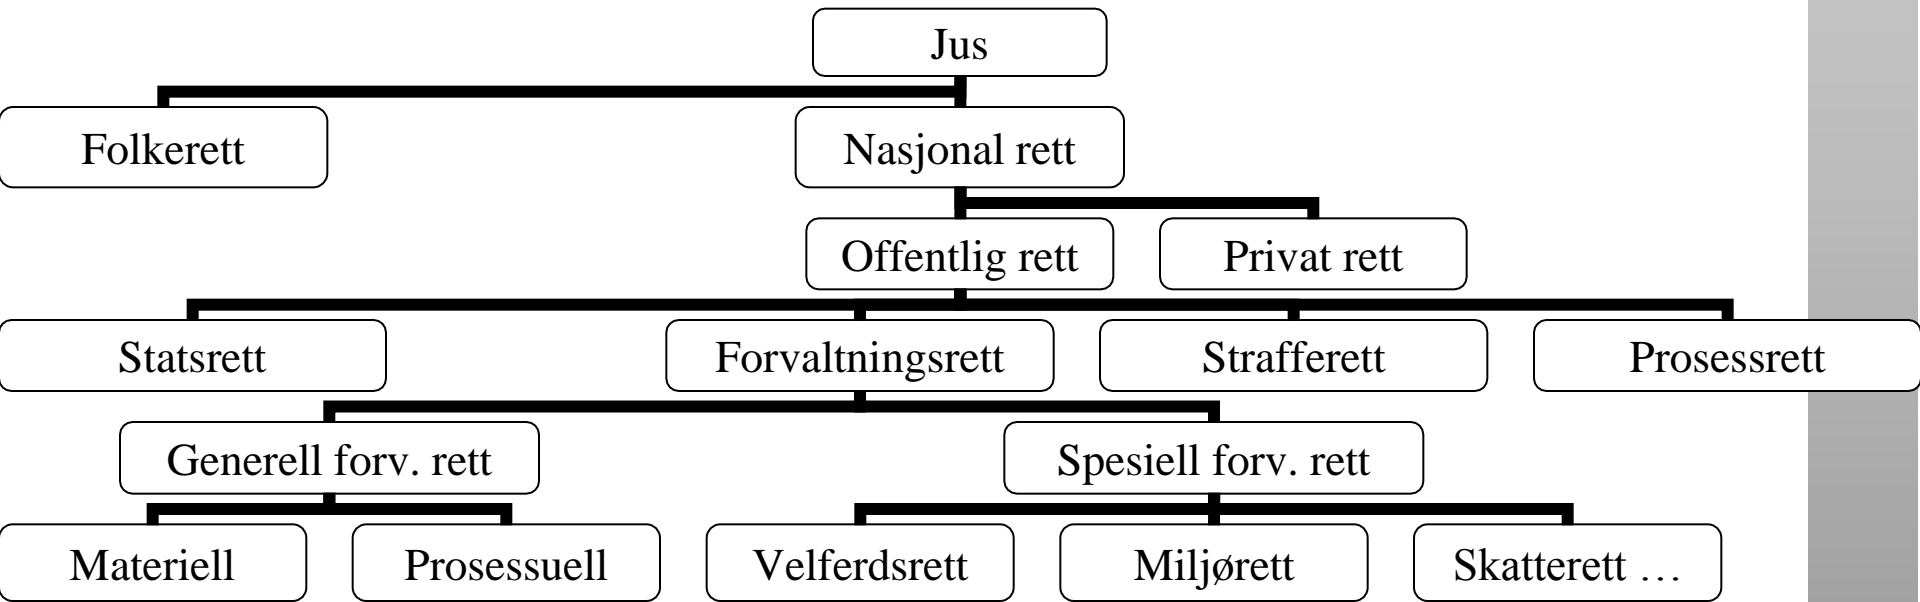 Jus
Folkerett
Nasjonal rett
Offentlig rett
Privat rett
Statsrett
Forvaltningsrett
Strafferett
Prosessrett
Generell forv. rett
Spesiell forv. rett
Materiell
Prosessuell
Velferdsrett
Miljørett
Skatterett …